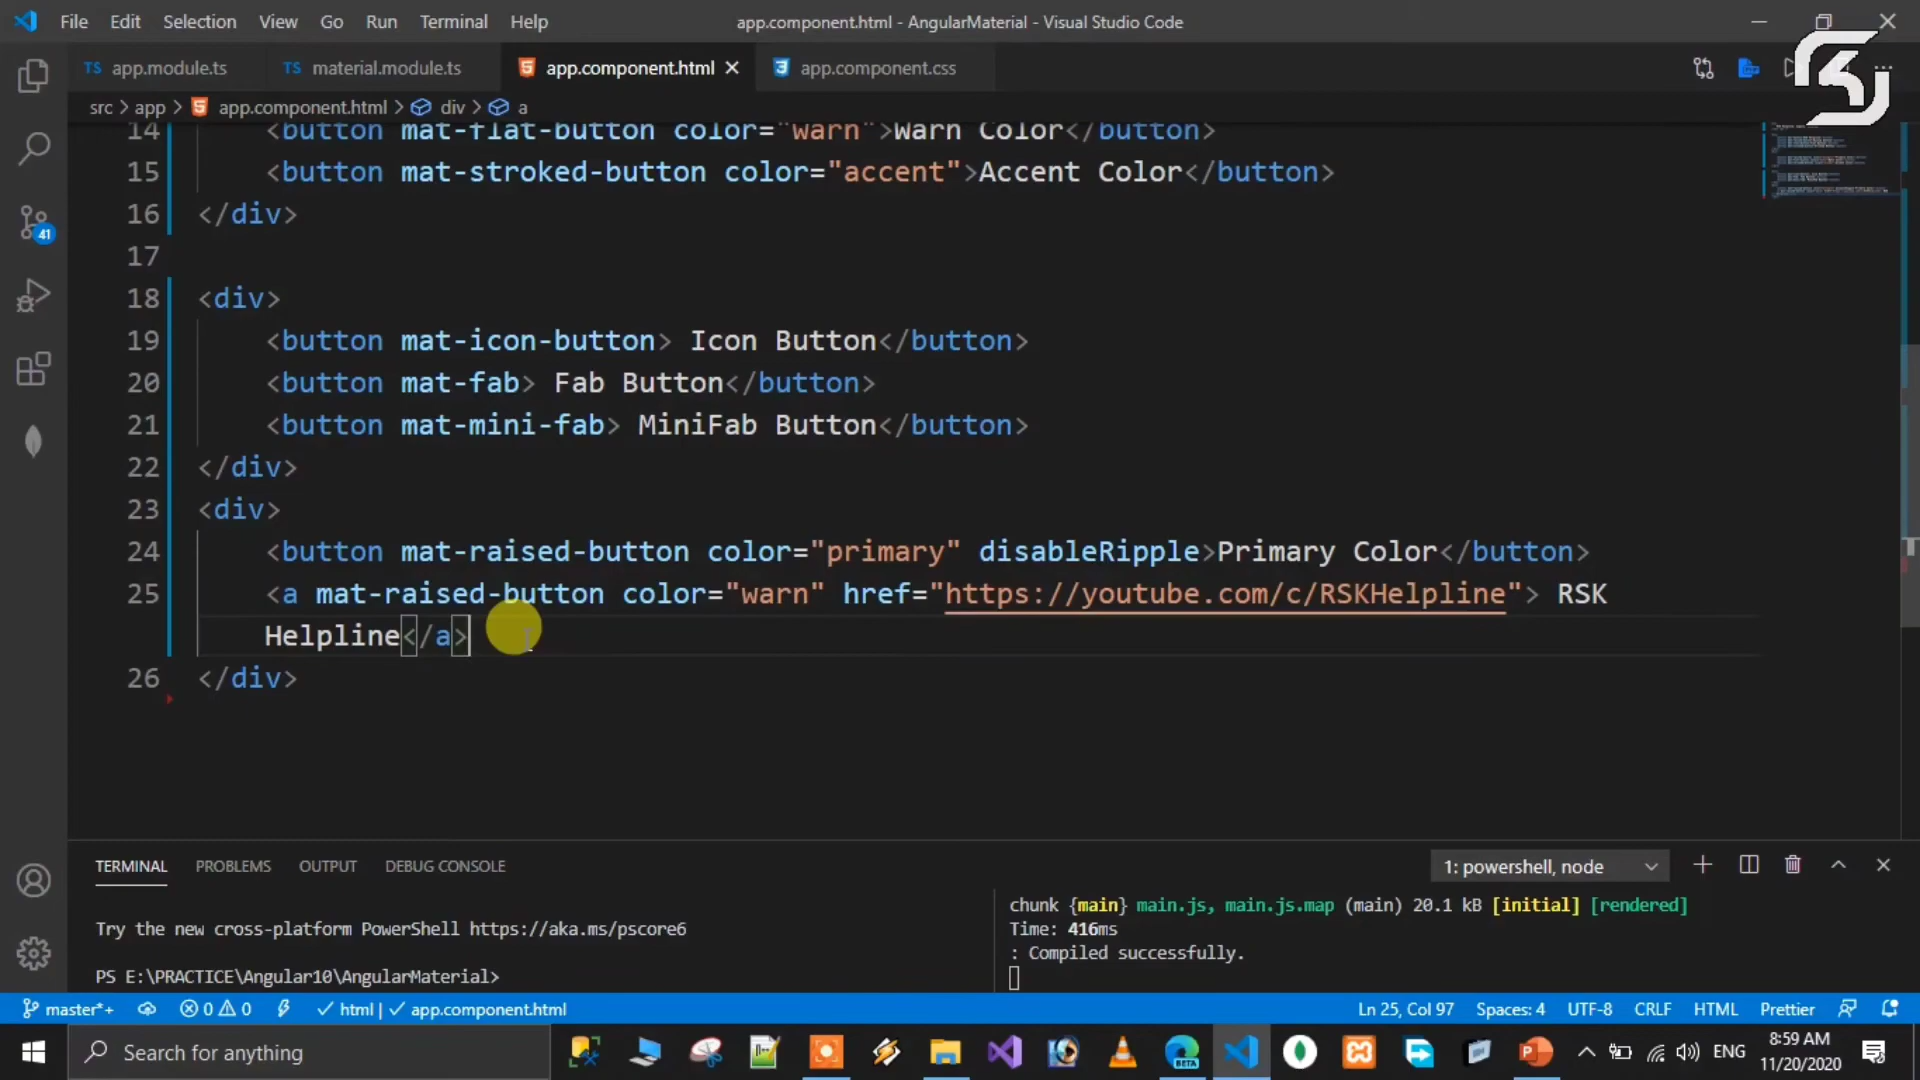 File Edit Selection View Go Run Terminal Help app.component.html - AngularMaterial - Visual Studio Code
TS app.module.ts TS material.module.ts app.component.html app.component.css
src > app > app.component.html > div > a
14 <button mat-flat-button color="warn">Warn Color</button>
15 <button mat-stroked-button color="accent">Accent Color</button>
16 </div>
17
18 <div>
19 <button mat-icon-button> Icon Button</button>
20 <button mat-fab> Fab Button</button>
21 <button mat-mini-fab> MiniFab Button</button>
22 </div>
23 <div>
24 <button mat-raised-button color="primary" disableRipple>Primary Color</button>
25 <a mat-raised-button color="warn" href="https://youtube.com/c/RSKHelpline"> RSK
Helpline</a>
26 </div>
41
TERMINAL PROBLEMS OUTPUT DEBUG CONSOLE 1: powershell, node
Try the new cross-platform PowerShell https://aka.ms/pscore6
PS E:\PRACTICE\Angular10\AngularMaterial>
chunk {main} main.js, main.js.map (main) 20.1 kB [initial] [rendered]
Time: 416ms
: Compiled successfully.
master*+ 0 0 html | app.component.html Ln 25, Col 97 Spaces: 4 UTF-8 CRLF HTML Prettier
Search for anything ENG 8:59 AM
11/20/2020